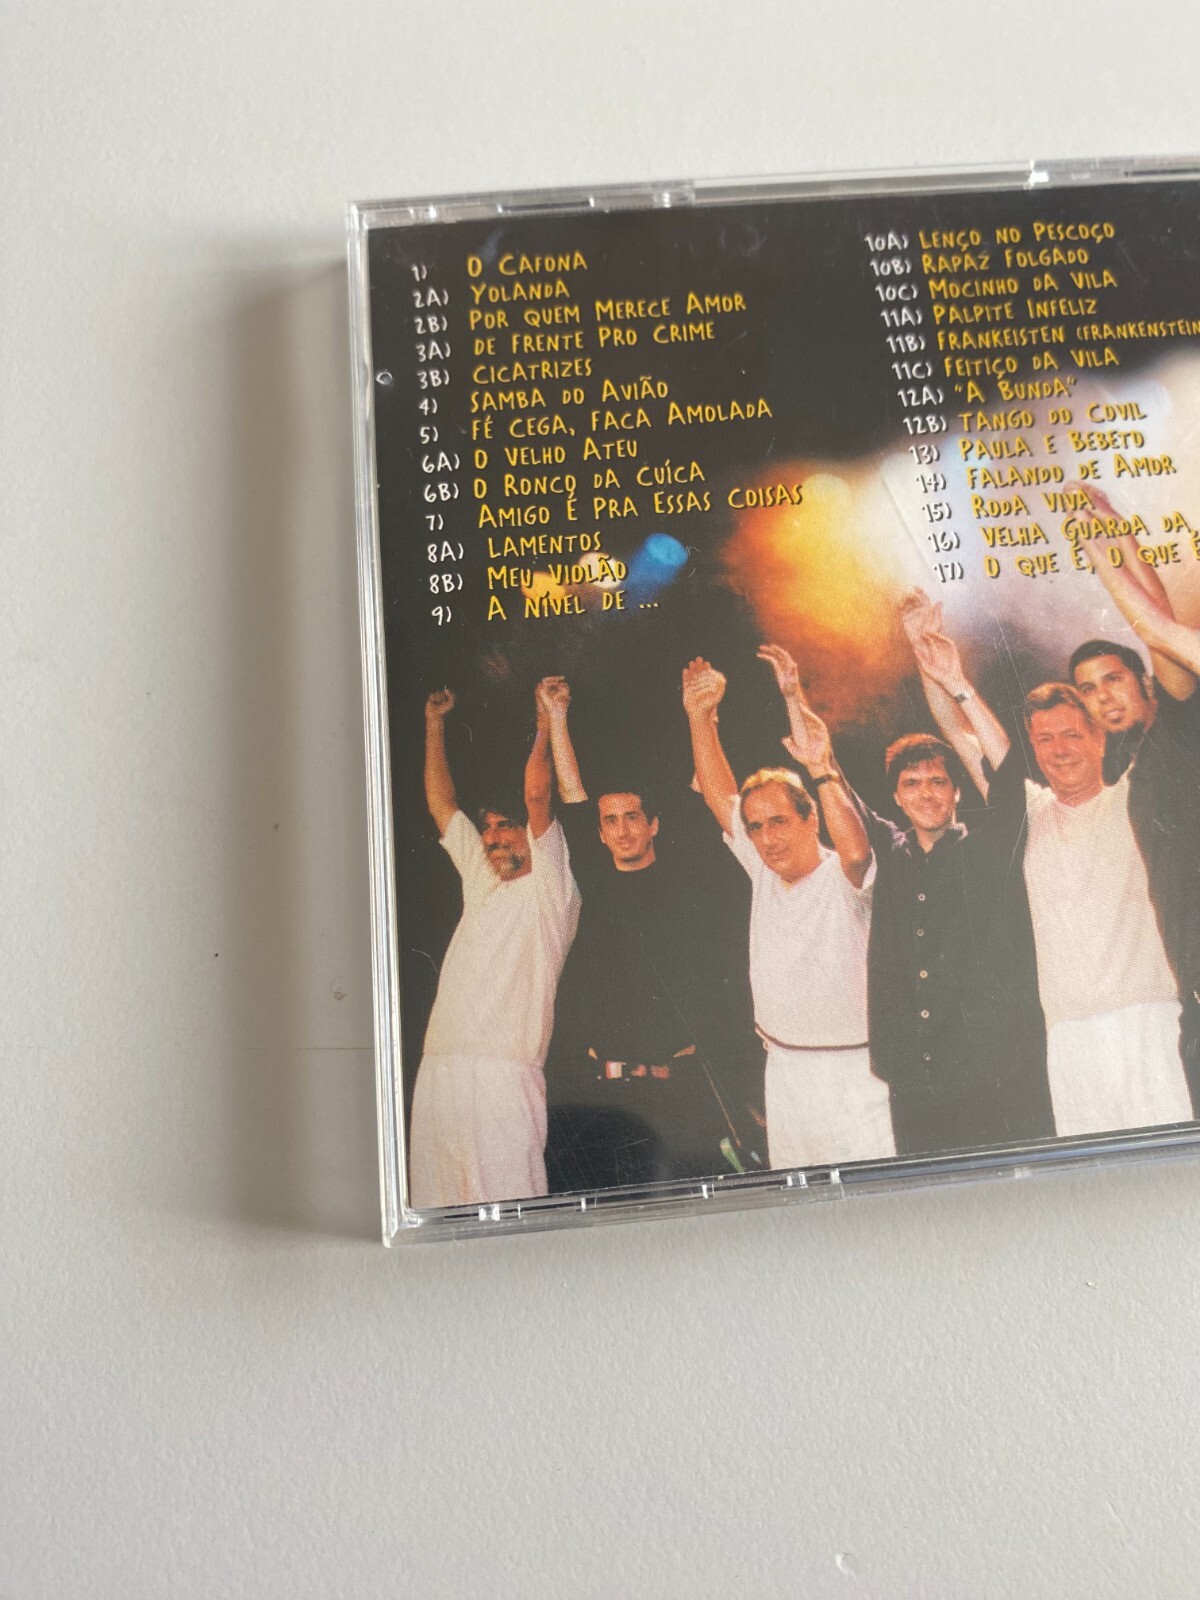 1) O CAFONA
2A) YOLANDA
2B) POR QUEM MERECE AMOR
3A) DE FRENTE PRO CRIME
3B) CICATRIZES
4) SAMBA DO AVIÃO
5) FÉ CEGA, FACA AMOLADA
6A) O VELHO ATEU
6B) O RONCO DA CUÍCA
7) AMIGO É PRA ESSAS COISAS
8A) LAMENTOS
8B) MEU VIOLÃO
9) A NÍVEL DE ...
10A) LENÇO NO PESCOÇO
10B) RAPAZ FOLGADO
10C) MOCINHO DA VILA
11A) PALPITE INFELIZ
11B) FRANKEISTEN (FRANKENSTEIN
11C) FEITIÇO DA VILA
12A) "A BUNDA"
12B) TANGO DO COVIL
13) PAULA E BEBETO
14) FALANDO DE AMOR
15) RODA VIVA
16) VELHA GUARDA DA
17) O QUE É, O QUE É